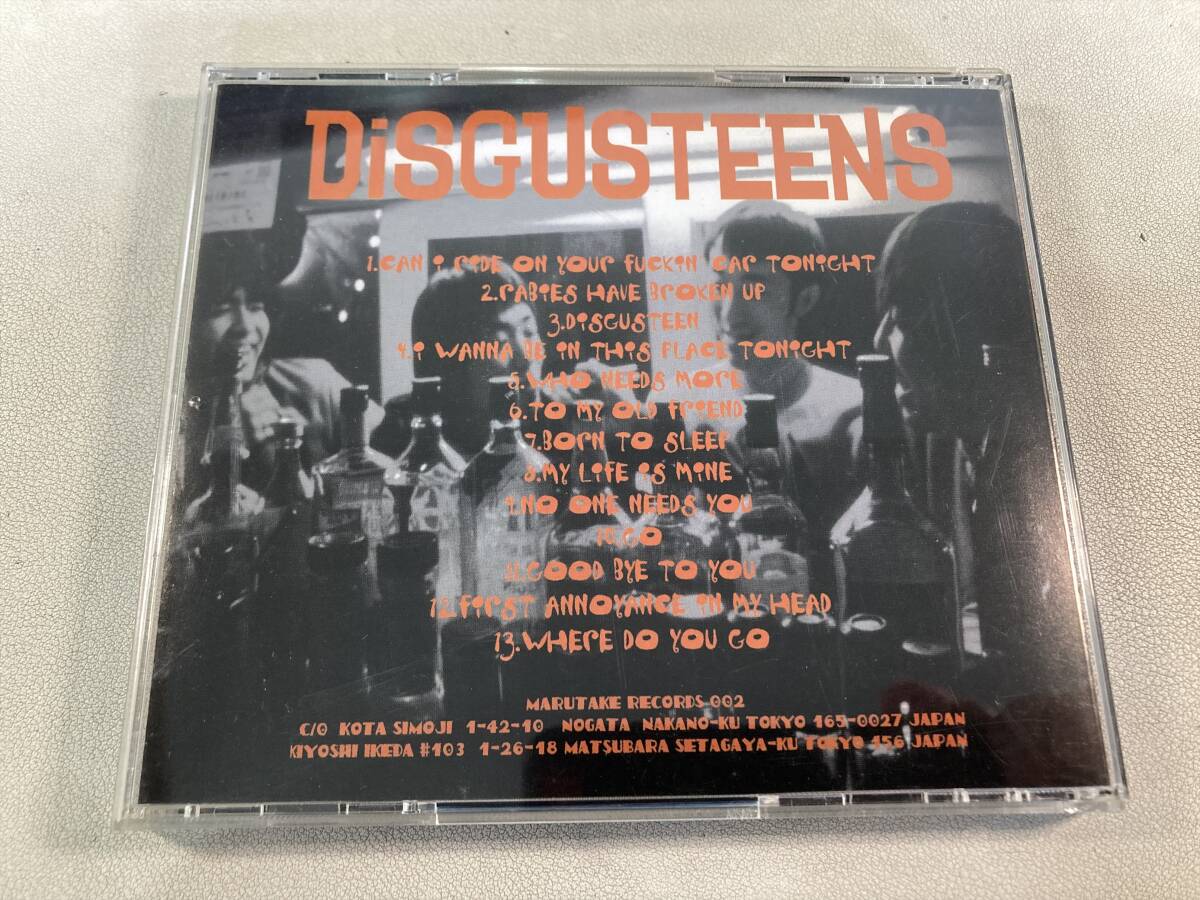 DiSGUSTEENS
1.CAN i RiDE ON YOUR FUCKiN' CAR TONiGHT
2.RABiES HAVE BROKEN UP
3.DiSGUSTEEN
4.i WANNA BE iN THiS PLACE TONiGHT
5.WHO NEEDS MORE
6.TO MY OLD FRiEND
7.BORN TO SLEEP
8.MY LiFE iS MiNE
9.NO ONE NEEDS YOU
10.GO
11.GOOD BYE TO YOU
12.FiRST ANNOYANCE iN MY HEAD
13.WHERE DO YOU GO
MARUTAKE RECORDS-002
C/O KOTA SIMOJI 1-42-10 NOGATA NAKANO-KU TOKYO 165-0027 JAPAN
KIYOSHI IKEDA #103 1-26-18 MATSUBARA SETAGAYA-KU TOKYO 156 JAPAN